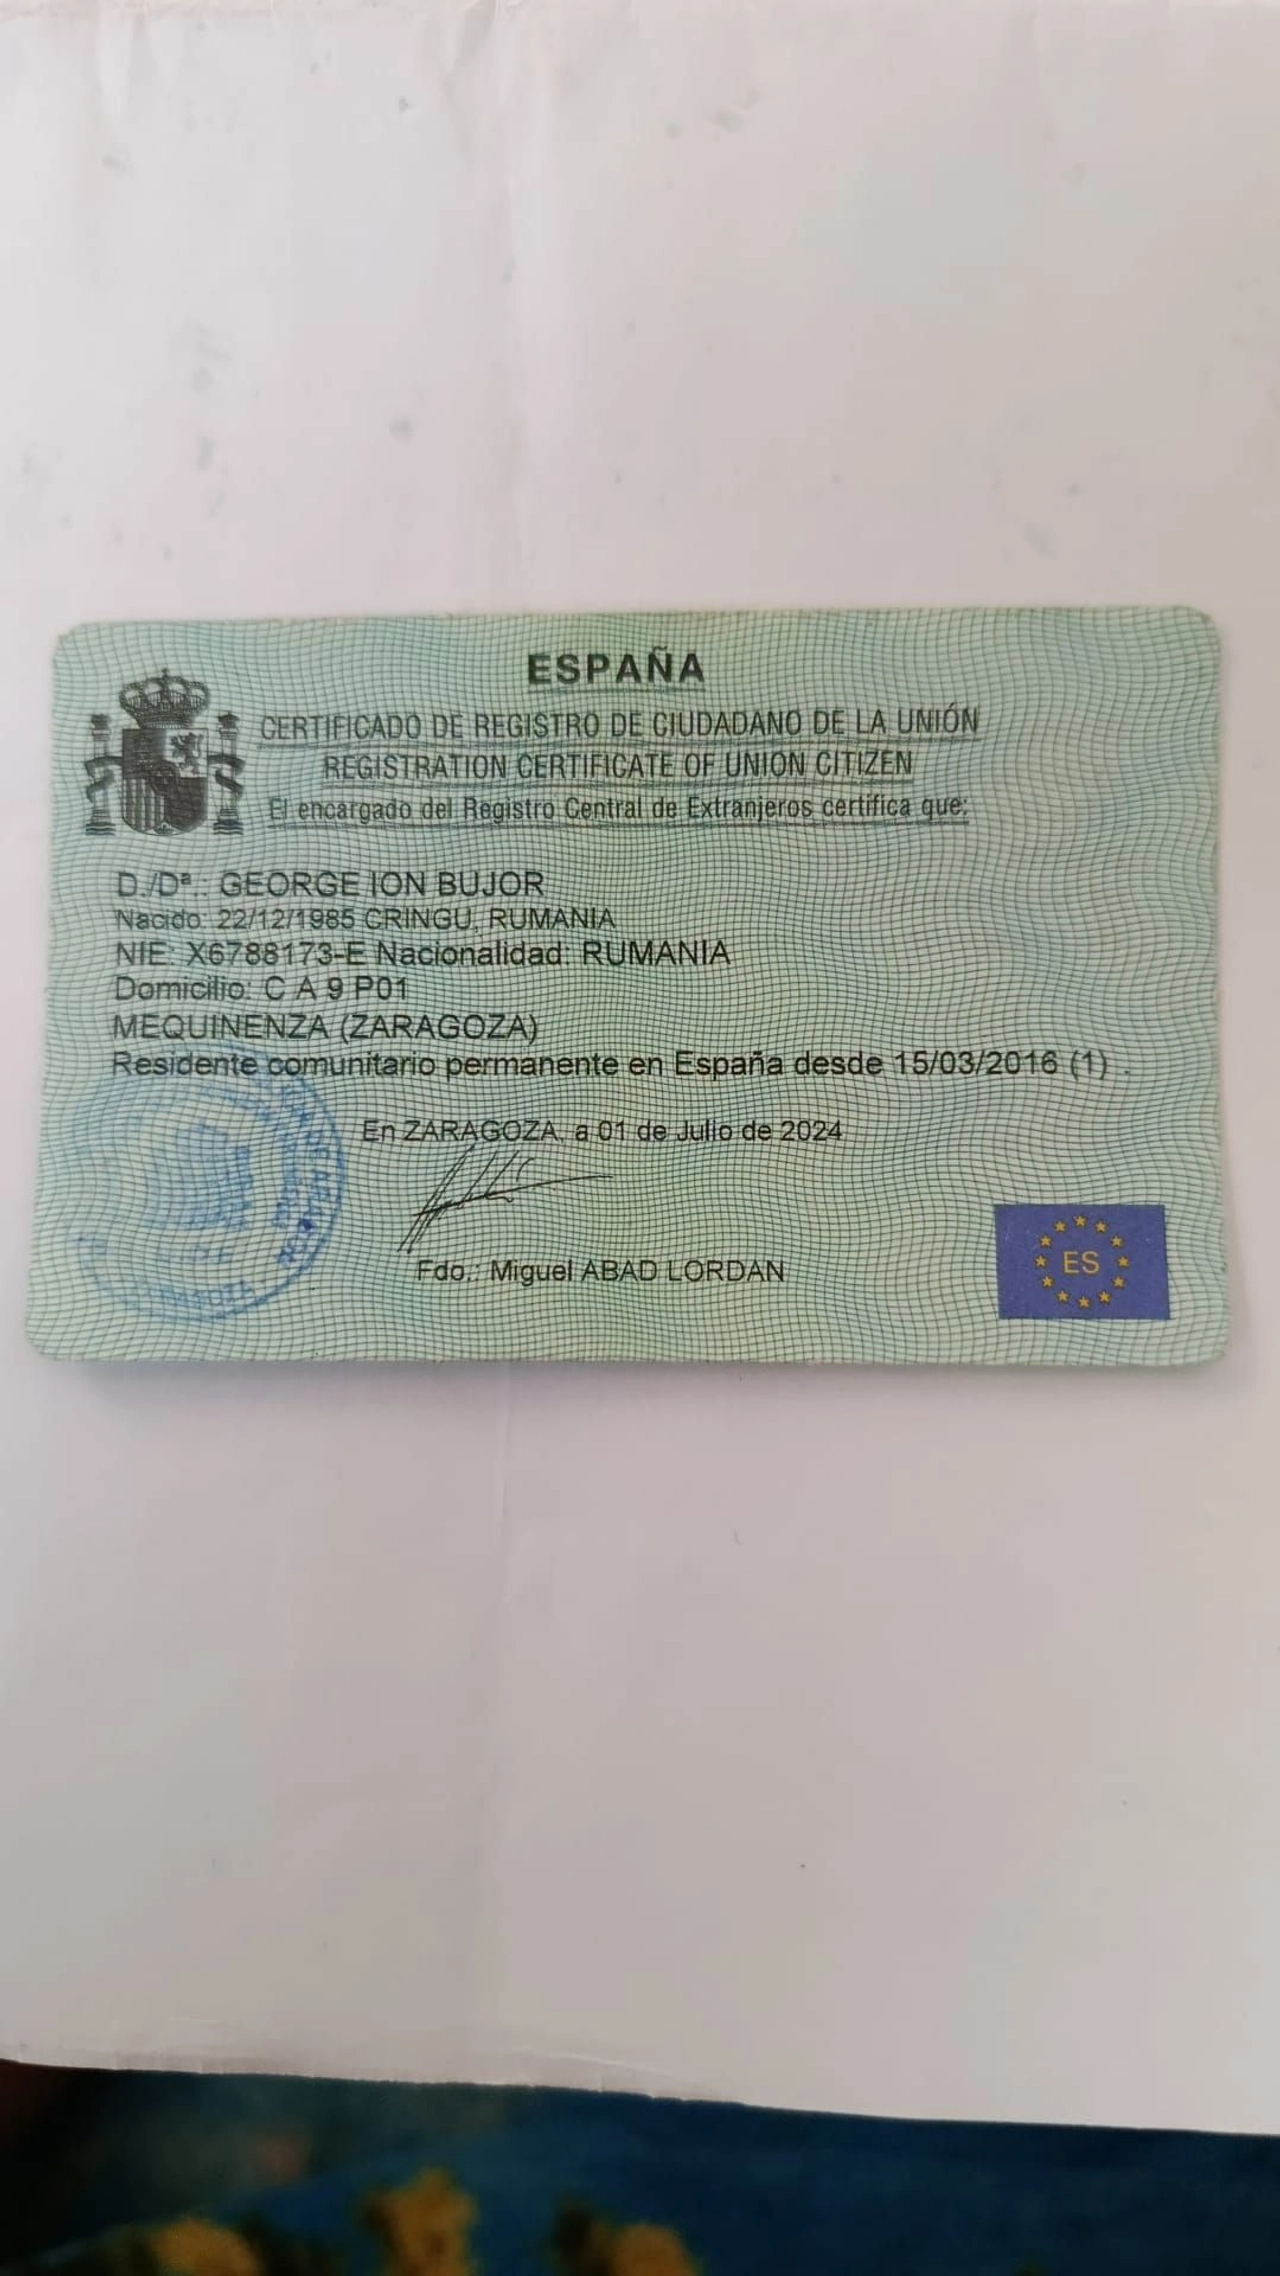 ESPAÑA
CERTIFICADO DE REGISTRO DE CIUDADANO DE LA UNIÓN
REGISTRATION CERTIFICATE OF UNION CITIZEN
El encargado del Registro Central de Extranjeros certifica que:
D./Dª.: GEORGE ION BUJOR
Nacido: 22/12/1985 CRINGU, RUMANIA
NIE: X6788173-E Nacionalidad: RUMANIA
Domicilio: C A 9 P01
MEQUINENZA (ZARAGOZA)
Residente comunitario permanente en España desde 15/03/2016 (1) .
En ZARAGOZA, a 01 de Julio de 2024
Fdo.: Miguel ABAD LORDAN
ES